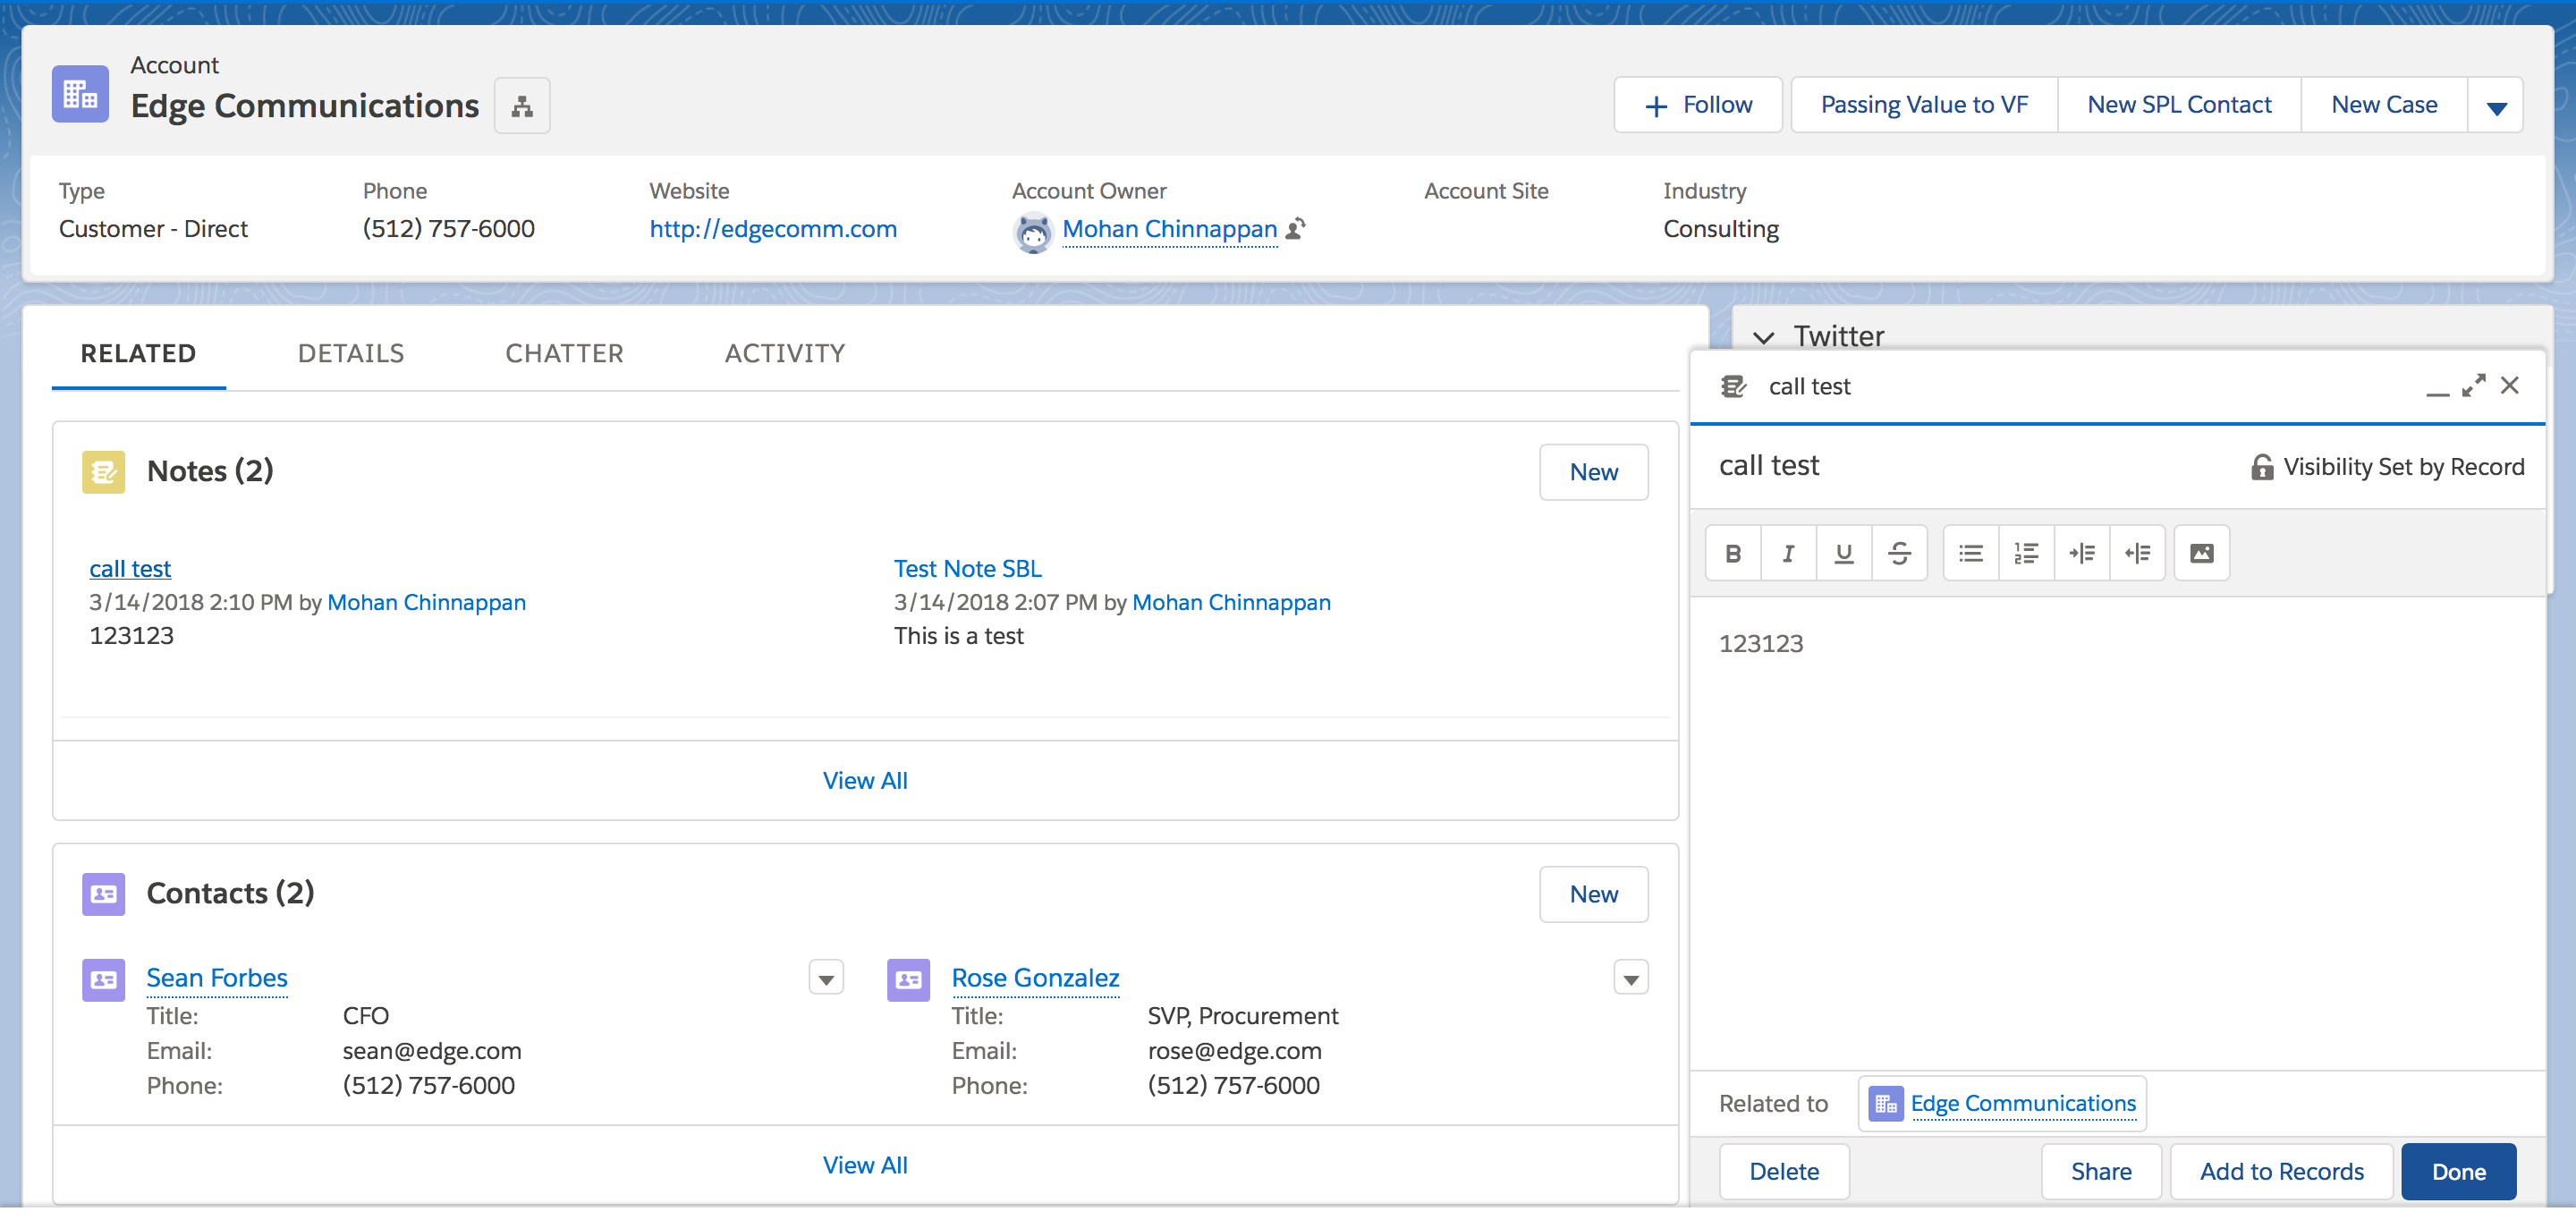 Account
Edge Communications
Follow
Passing Value to VF
New SPL Contact
New Case
Type
Phone
Website
Account Owner
Account Site
Industry
Customer - Direct
(512) 757-6000
http://edgecomm.com
Mohan Chinnappan
Consulting
RELATED
DETAILS
CHATTER
ACTIVITY
Notes (2)
New
call test
3/14/2018 2:10 PM by Mohan Chinnappan
123123
Test Note SBL
3/14/2018 2:07 PM by Mohan Chinnappan
This is a test
View All
Contacts (2)
New
Sean Forbes
Title: CFO
Email: sean@edge.com
Phone: (512) 757-6000
Rose Gonzalez
Title: SVP, Procurement
Email: rose@edge.com
Phone: (512) 757-6000
View All
Twitter
call test
call test
Visibility Set by Record
B I U S
123123
Related to Edge Communications
Delete
Share
Add to Records
Done